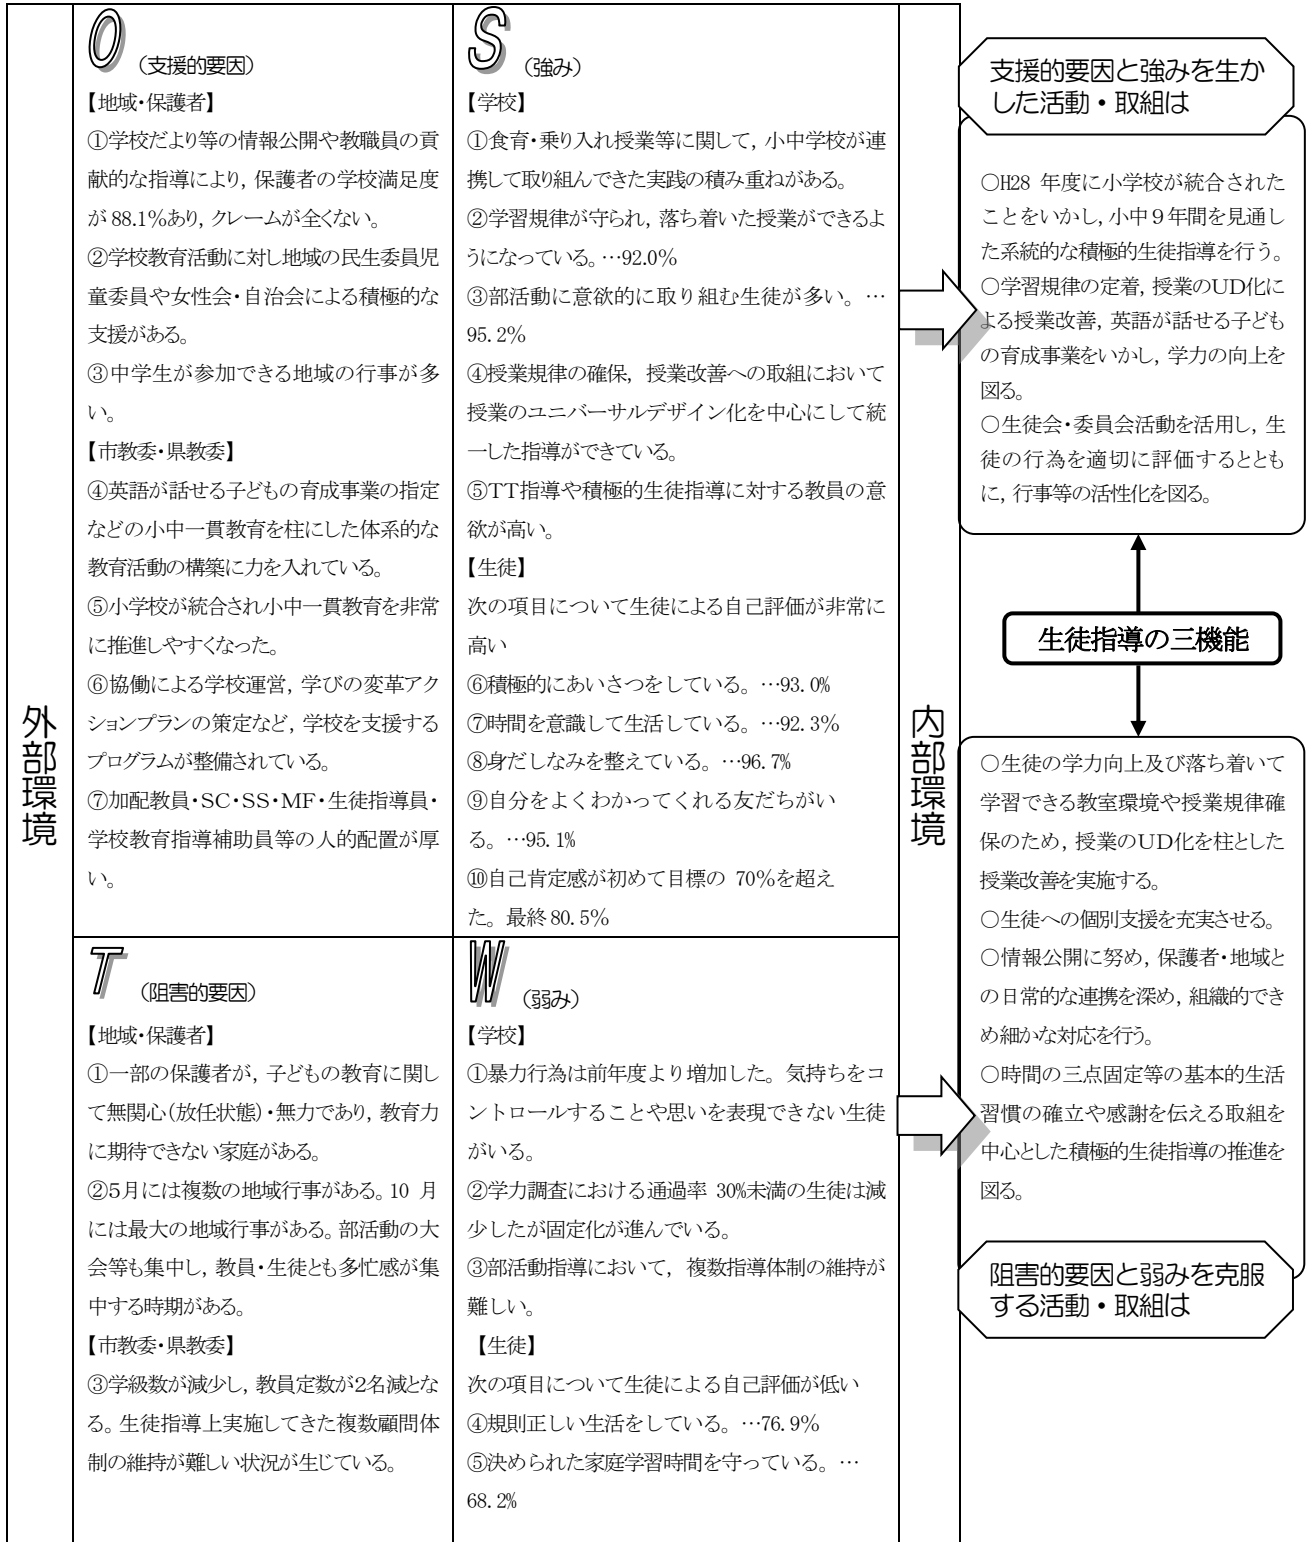 外部環境
O
(支援的要因)
【地域・保護者】
①学校だより等の情報公開や教職員の貢
献的な指導により,保護者の学校満足度
が88.1%あり,クレームが全くない。
②学校教育活動に対し地域の民生委員児
童委員や女性会・自治会による積極的な
支援がある。
③中学生が参加できる地域の行事が多
い。
【市教委・県教委】
④英語が話せる子どもの育成事業の指定
などの小中一貫教育を柱にした体系的な
教育活動の構築に力を入れている。
⑤小学校が統合され小中一貫教育を非常
に推進しやすくなった。
⑥協働による学校運営,学びの変革アク
ションプランの策定など,学校を支援する
プログラムが整備されている。
⑦加配教員・SC・SS・MF・生徒指導員・
学校教育指導補助員等の人的配置が厚
い。
S
(強み)
【学校】
①食育・乗り入れ授業等に関して,小中学校が連
携して取り組んできた実践の積み重ねがある。
②学習規律が守られ,落ち着いた授業ができるよ
うになっている。…92.0%
③部活動に意欲的に取り組む生徒が多い。…
95.2%
④授業規律の確保,授業改善への取組において
授業のユニバーサルデザイン化を中心にして統
一した指導ができている。
⑤TT指導や積極的生徒指導に対する教員の意
欲が高い。
【生徒】
次の項目について生徒による自己評価が非常に
高い
⑥積極的にあいさつをしている。…93.0%
⑦時間を意識して生活している。…92.3%
⑧身だしなみを整えている。…96.7%
⑨自分をよくわかってくれる友だちがい
る。…95.1%
⑩自己肯定感が初めて目標の70%を超え
た。最終80.5%
T
(阻害的要因)
【地域・保護者】
①一部の保護者が,子どもの教育に関し
て無関心(放任状態)・無力であり,教育力
に期待できない家庭がある。
②5月には複数の地域行事がある。10月
には最大の地域行事がある。部活動の大
会等も集中し,教員・生徒とも多忙感が集
中する時期がある。
【市教委・県教委】
③学級数が減少し,教員定数が2名減とな
る。生徒指導上実施してきた複数顧問体
制の維持が難しい状況が生じている。
W
(弱み)
【学校】
①暴力行為は前年度より増加した。気持ちをコ
ントロールすることや思いを表現できない生徒
がいる。
②学力調査における通過率30%未満の生徒は減
少したが固定化が進んでいる。
③部活動指導において,複数指導体制の維持が
難しい。
【生徒】
次の項目について生徒による自己評価が低い
④規則正しい生活をしている。…76.9%
⑤決められた家庭学習時間を守っている。…
68.2%
内部環境
支援的要因と強みを生か
した活動・取組は
○H28年度に小学校が統合された
ことをいかし,小中9年間を見通し
た系統的な積極的生徒指導を行う。
○学習規律の定着,授業のUD化に
よる授業改善,英語が話せる子ども
の育成事業をいかし,学力の向上を
図る。
○生徒会・委員会活動を活用し,生
徒の行為を適切に評価するととも
に,行事等の活性化を図る。
生徒指導の三機能
○生徒の学力向上及び落ち着いて
学習できる教室環境や授業規律確
保のため,授業のUD化を柱とした
授業改善を実施する。
○生徒への個別支援を充実させる。
○情報公開に努め,保護者・地域と
の日常的な連携を深め,組織的でき
め細かな対応を行う。
○時間の三点固定等の基本的生活
習慣の確立や感謝を伝える取組を
中心とした積極的生徒指導の推進を
図る。
阻害的要因と弱みを克服
する活動・取組は